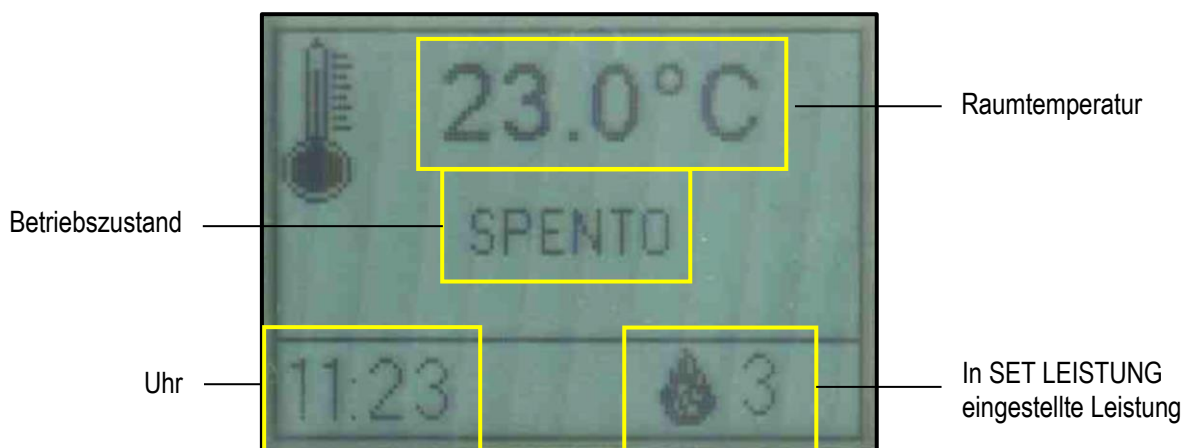 23.0°C
Raumtemperatur
Betriebszustand
SPENTO
Uhr
11:23
3
In SET LEISTUNG
eingestellte Leistung